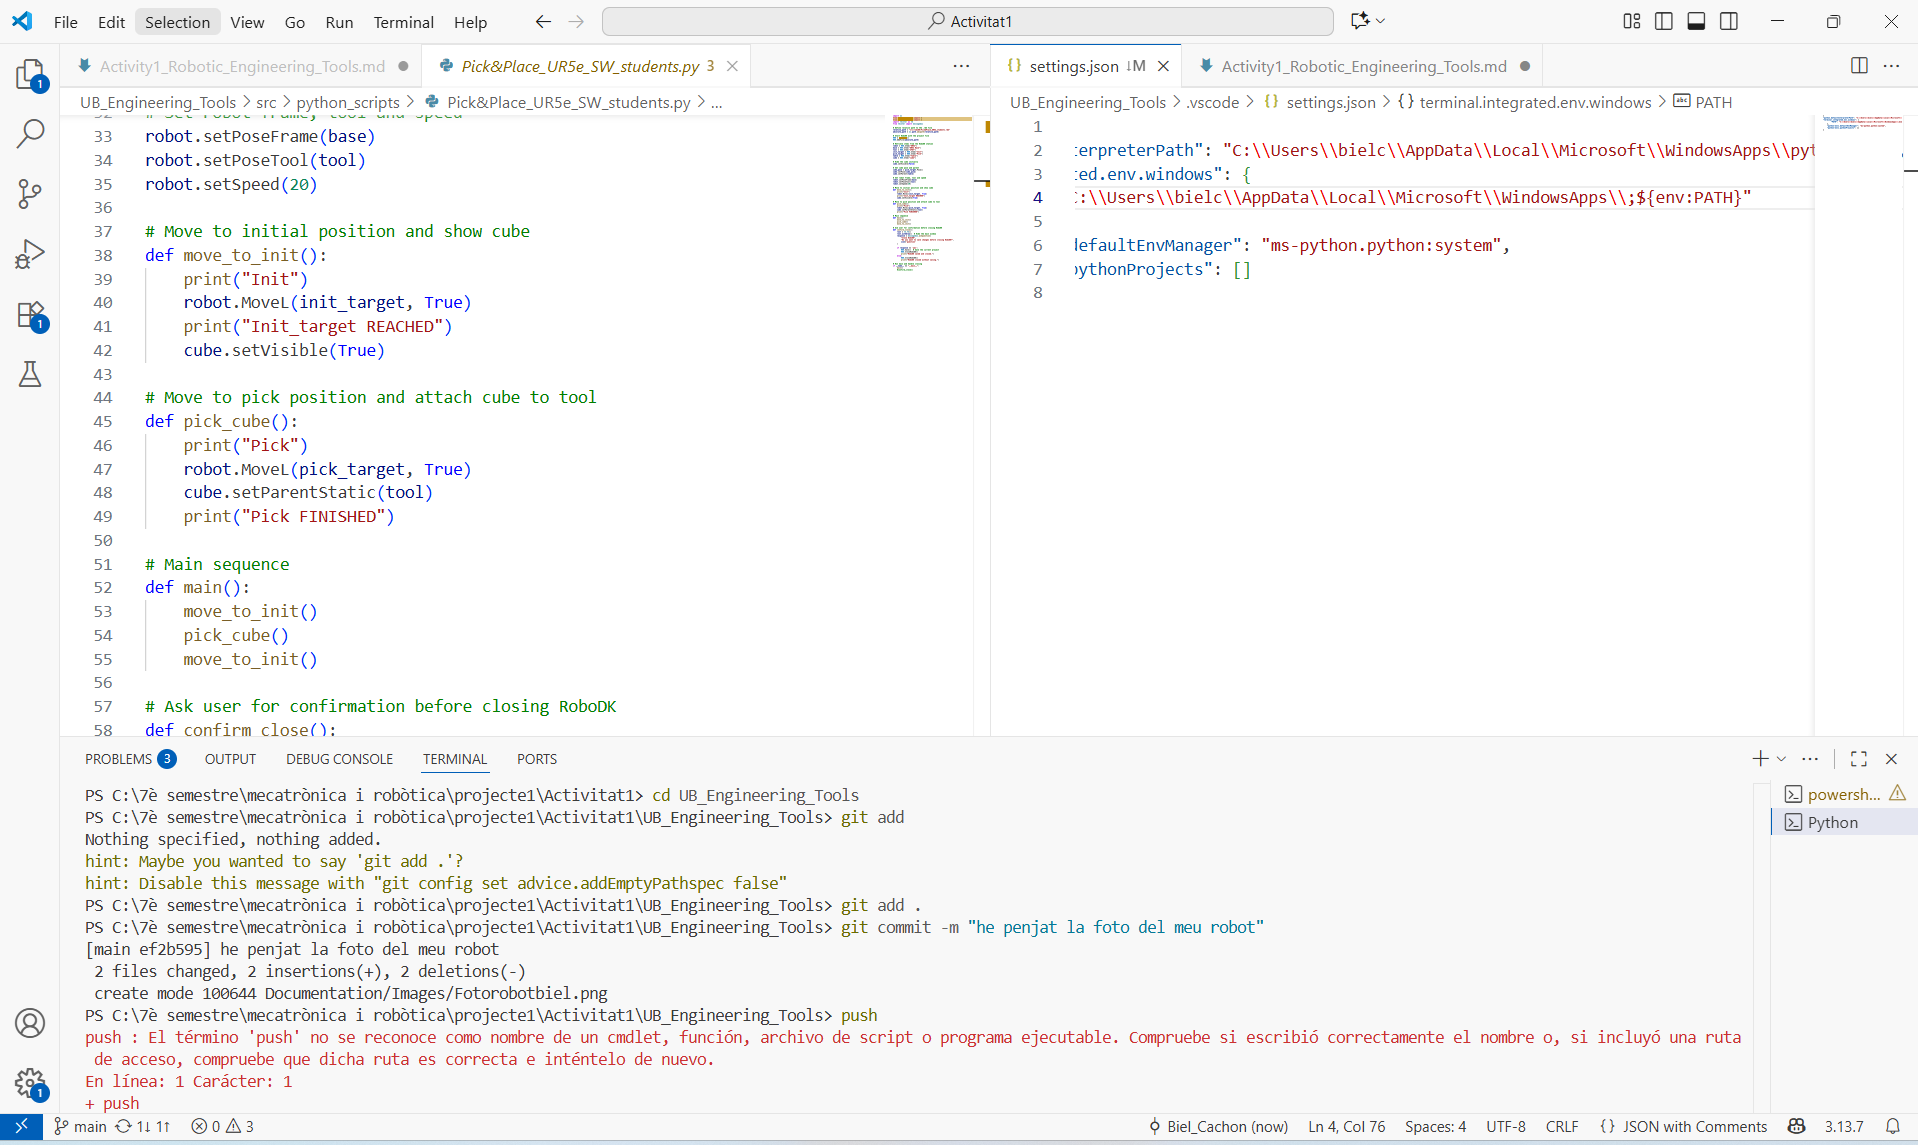 File Edit Selection View Go Run Terminal Help
Activitat1
Activity1_Robotic_Engineering_Tools.md
Pick&Place_UR5e_SW_students.py 3
settings.json ↓M
Activity1_Robotic_Engineering_Tools.md
UB_Engineering_Tools > src > python_scripts > Pick&Place_UR5e_SW_students.py > ...
32 # Set robot frame, tool and speed
33 robot.setPoseFrame(base)
34 robot.setPoseTool(tool)
35 robot.setSpeed(20)
36
37 # Move to initial position and show cube
38 def move_to_init():
39 print("Init")
40 robot.MoveL(init_target, True)
41 print("Init_target REACHED")
42 cube.setVisible(True)
43
44 # Move to pick position and attach cube to tool
45 def pick_cube():
46 print("Pick")
47 robot.MoveL(pick_target, True)
48 cube.setParentStatic(tool)
49 print("Pick FINISHED")
50
51 # Main sequence
52 def main():
53 move_to_init()
54 pick_cube()
55 move_to_init()
56
57 # Ask user for confirmation before closing RoboDK
58 def confirm_close():
UB_Engineering_Tools > .vscode > {} settings.json > {} terminal.integrated.env.windows > abc PATH
1
2 terpreterPath": "C:\\Users\\bielc\\AppData\\Local\\Microsoft\\WindowsApps\\pyt
3 ted.env.windows": {
4 C:\\Users\\bielc\\AppData\\Local\\Microsoft\\WindowsApps\\;${env:PATH}"
5
6 defaultEnvManager": "ms-python.python:system",
7 pythonProjects": []
8
PROBLEMS 3 OUTPUT DEBUG CONSOLE TERMINAL PORTS
PS C:\7è semestre\mecatrònica i robòtica\projecte1\Activitat1> cd UB_Engineering_Tools
PS C:\7è semestre\mecatrònica i robòtica\projecte1\Activitat1\UB_Engineering_Tools> git add
Nothing specified, nothing added.
hint: Maybe you wanted to say 'git add .'?
hint: Disable this message with "git config set advice.addEmptyPathspec false"
PS C:\7è semestre\mecatrònica i robòtica\projecte1\Activitat1\UB_Engineering_Tools> git add .
PS C:\7è semestre\mecatrònica i robòtica\projecte1\Activitat1\UB_Engineering_Tools> git commit -m "he penjat la foto del meu robot"
[main ef2b595] he penjat la foto del meu robot
2 files changed, 2 insertions(+), 2 deletions(-)
create mode 100644 Documentation/Images/Fotorobotbiel.png
PS C:\7è semestre\mecatrònica i robòtica\projecte1\Activitat1\UB_Engineering_Tools> push
push : El término 'push' no se reconoce como nombre de un cmdlet, función, archivo de script o programa ejecutable. Compruebe si escribió correctamente el nombre o, si incluyó una ruta
de acceso, compruebe que dicha ruta es correcta e inténtelo de nuevo.
En línea: 1 Carácter: 1
+ push
powersh...
Python
main 1↓ 1↑ 0 3
Biel_Cachon (now) Ln 4, Col 76 Spaces: 4 UTF-8 CRLF {} JSON with Comments 3.13.7